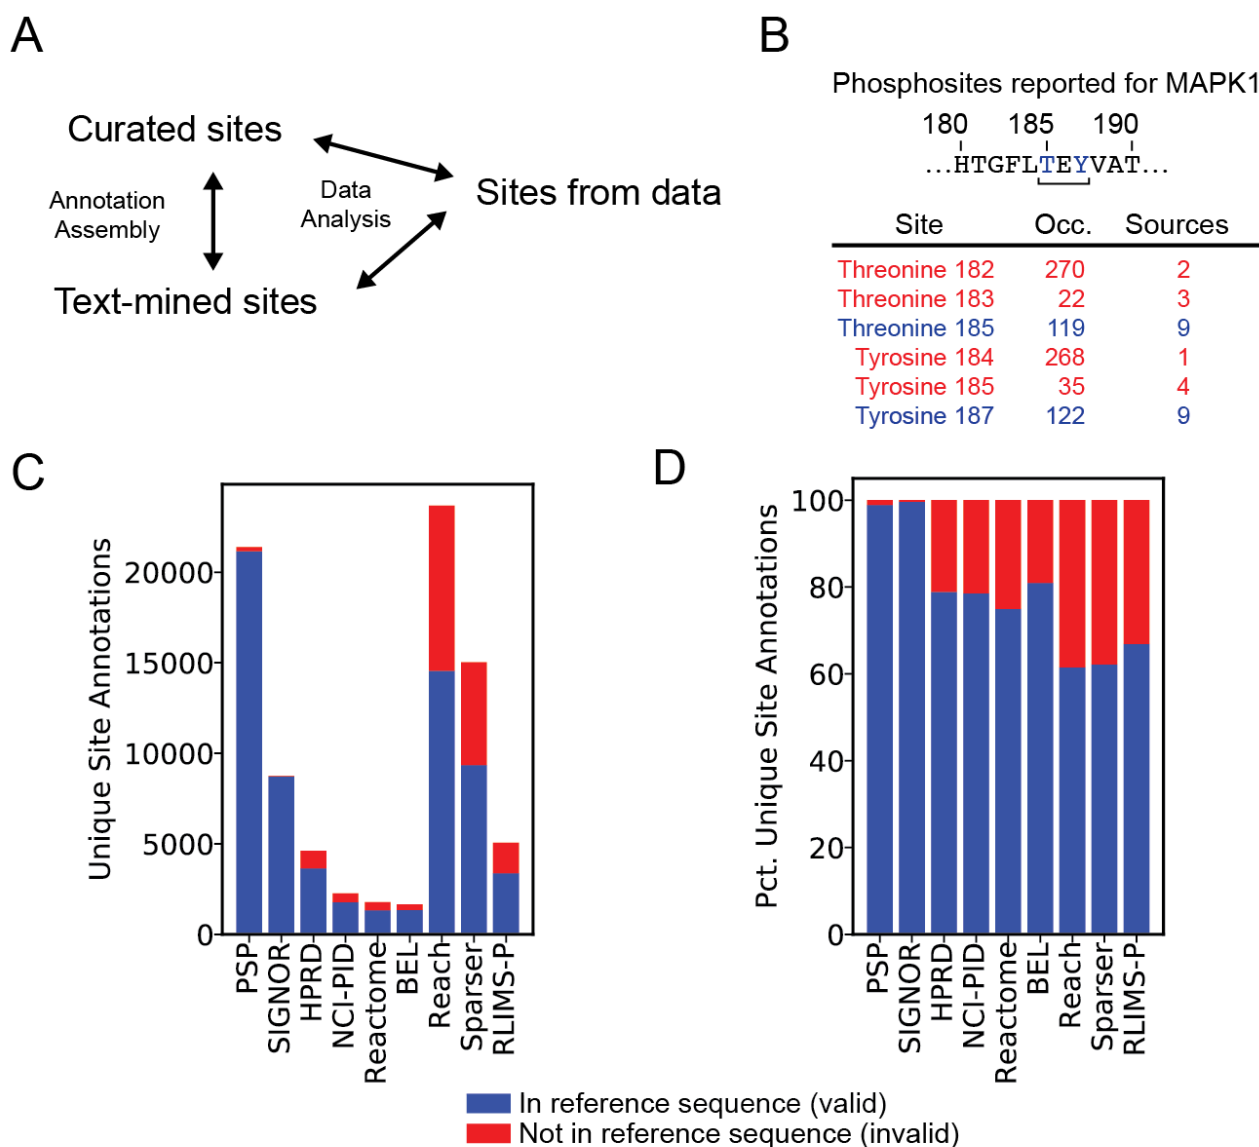 A
Curated sites
Annotation
Assembly
Data
Analysis
Sites from data
Text-mined sites
B
Phosphosites reported for MAPK1
180 185 190
...HTGFLTEYVAT...
Site Occ. Sources
Threonine 182 270 2
Threonine 183 22 3
Threonine 185 119 9
Tyrosine 184 268 1
Tyrosine 185 35 4
Tyrosine 187 122 9
C
Unique Site Annotations
20000
15000
10000
5000
0
PSP
SIGNOR
HPRD
NCI-PID
Reactome
BEL
Reach
Sparser
RLIMS-P
D
Pct. Unique Site Annotations
100
80
60
40
20
0
PSP
SIGNOR
HPRD
NCI-PID
Reactome
BEL
Reach
Sparser
RLIMS-P
In reference sequence (valid)
Not in reference sequence (invalid)